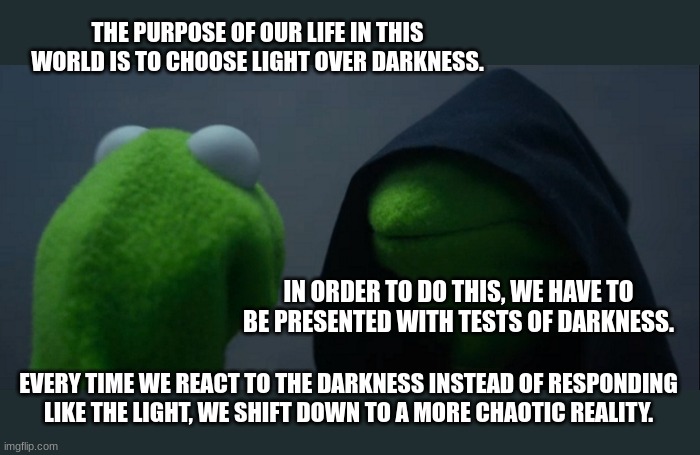 THE PURPOSE OF OUR LIFE IN THIS
WORLD IS TO CHOOSE LIGHT OVER DARKNESS.
IN ORDER TO DO THIS, WE HAVE TO
BE PRESENTED WITH TESTS OF DARKNESS.
EVERY TIME WE REACT TO THE DARKNESS INSTEAD OF RESPONDING
LIKE THE LIGHT, WE SHIFT DOWN TO A MORE CHAOTIC REALITY.
imgflip.com